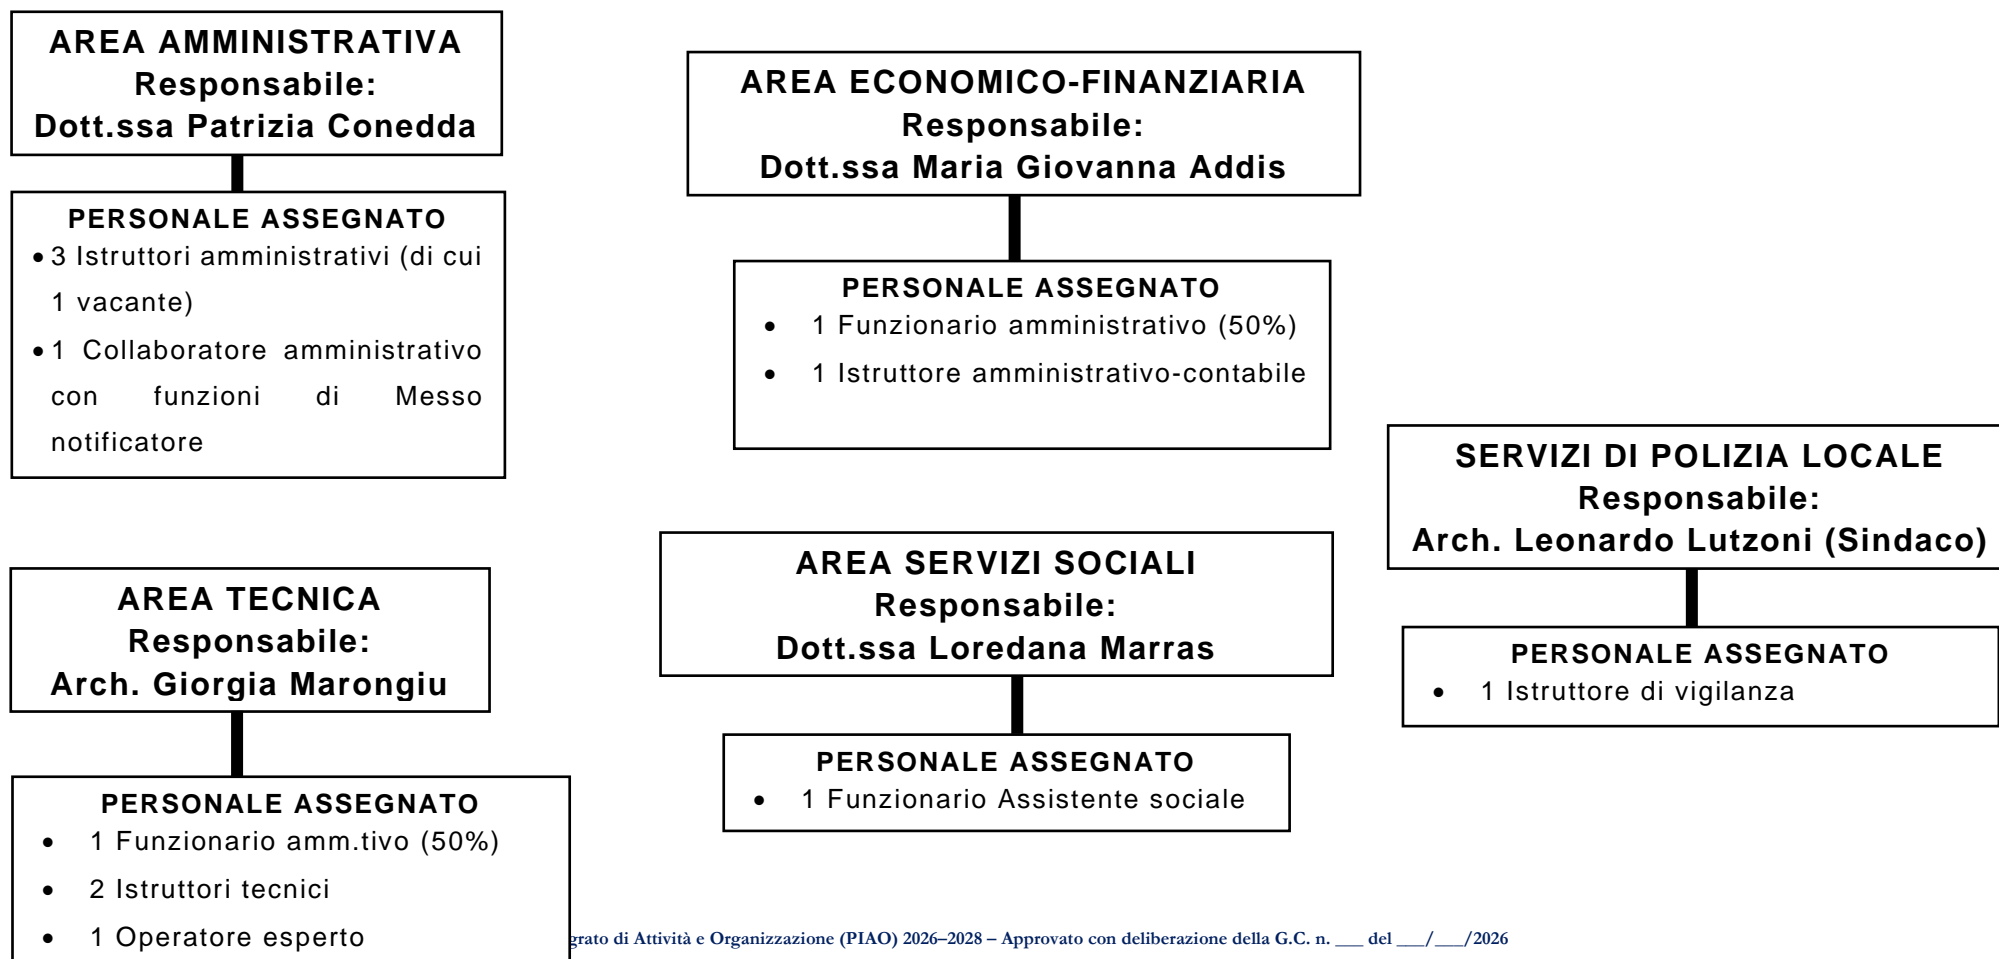 AREA AMMINISTRATIVA
Responsabile:
Dott.ssa Patrizia Conedda
PERSONALE ASSEGNATO
• 3 Istruttori amministrativi (di cui
1 vacante)
• 1 Collaboratore amministrativo
con funzioni di Messo
notificatore
AREA ECONOMICO-FINANZIARIA
Responsabile:
Dott.ssa Maria Giovanna Addis
PERSONALE ASSEGNATO
• 1 Funzionario amministrativo (50%)
• 1 Istruttore amministrativo-contabile
SERVIZI DI POLIZIA LOCALE
Responsabile:
Arch. Leonardo Lutzoni (Sindaco)
PERSONALE ASSEGNATO
• 1 Istruttore di vigilanza
AREA TECNICA
Responsabile:
Arch. Giorgia Marongiu
PERSONALE ASSEGNATO
• 1 Funzionario amm.tivo (50%)
• 2 Istruttori tecnici
• 1 Operatore esperto
AREA SERVIZI SOCIALI
Responsabile:
Dott.ssa Loredana Marras
PERSONALE ASSEGNATO
• 1 Funzionario Assistente sociale
grato di Attività e Organizzazione (PIAO) 2026–2028 – Approvato con deliberazione della G.C. n. ___ del ___/___/2026